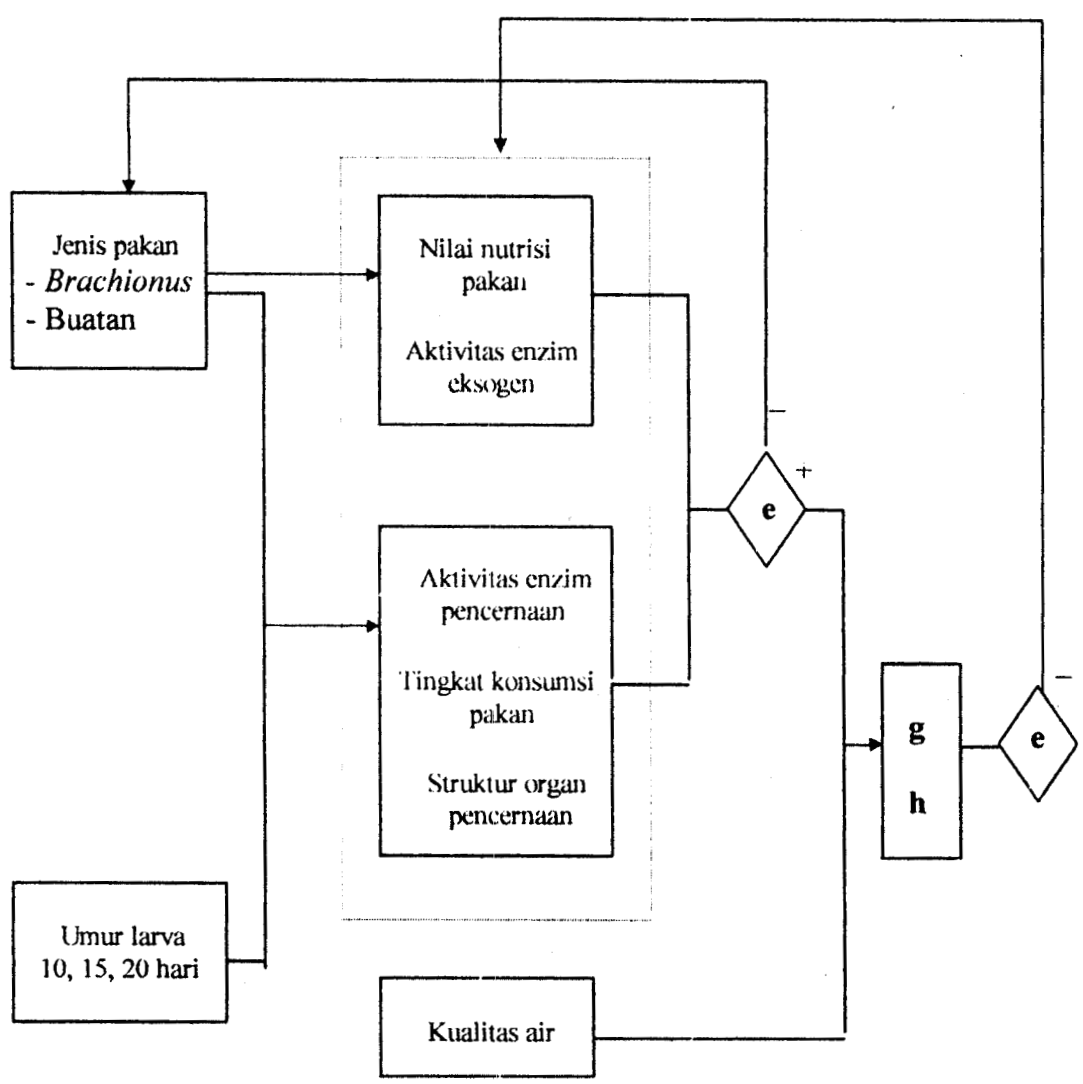 Jenis pakan
- Brachionus
- Buatan
Nilai nutrisi
pakan
Aktivitas enzim
eksogen
Aktivitas enzim
pencernaan
Tingkat konsumsi
pakan
Struktur organ
pencernaan
Umur larva
10, 15, 20 hari
Kualitas air
−
+
e
g
h
−
e